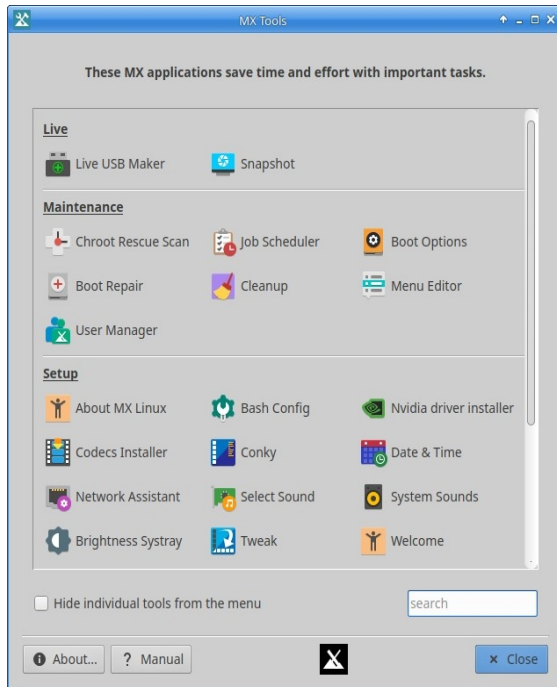 MX Tools
These MX applications save time and effort with important tasks.
Live
Live USB Maker Snapshot
Maintenance
Chroot Rescue Scan Job Scheduler Boot Options
Boot Repair Cleanup Menu Editor
User Manager
Setup
About MX Linux Bash Config Nvidia driver installer
Codecs Installer Conky Date & Time
Network Assistant Select Sound System Sounds
Brightness Systray Tweak Welcome
Hide individual tools from the menu search
About... ? Manual Close